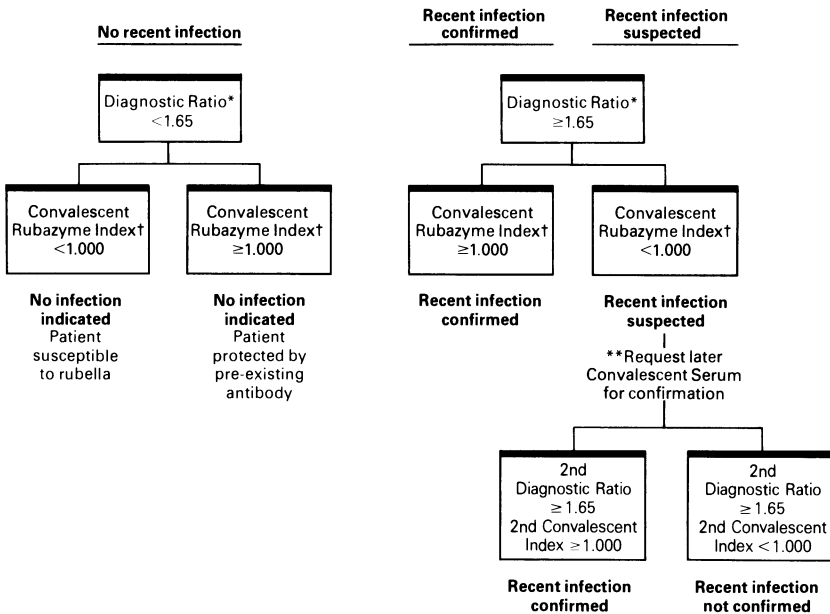 No recent infection
Recent infection
confirmed
Recent infection
suspected
Diagnostic Ratio*
<1.65
Diagnostic Ratio*
≥1.65
Convalescent
Rubazyme Index†
<1.000
Convalescent
Rubazyme Index†
≥1.000
Convalescent
Rubazyme Index†
≥1.000
Convalescent
Rubazyme Index†
<1.000
No infection
indicated
Patient
susceptible
to rubella
No infection
indicated
Patient
protected by
pre-existing
antibody
Recent infection
confirmed
Recent infection
suspected
**Request later
Convalescent Serum
for confirmation
2nd
Diagnostic Ratio
≥1.65
2nd Convalescent
Index ≥1.000
2nd
Diagnostic Ratio
≥1.65
2nd Convalescent
Index <1.000
Recent infection
confirmed
Recent infection
not confirmed